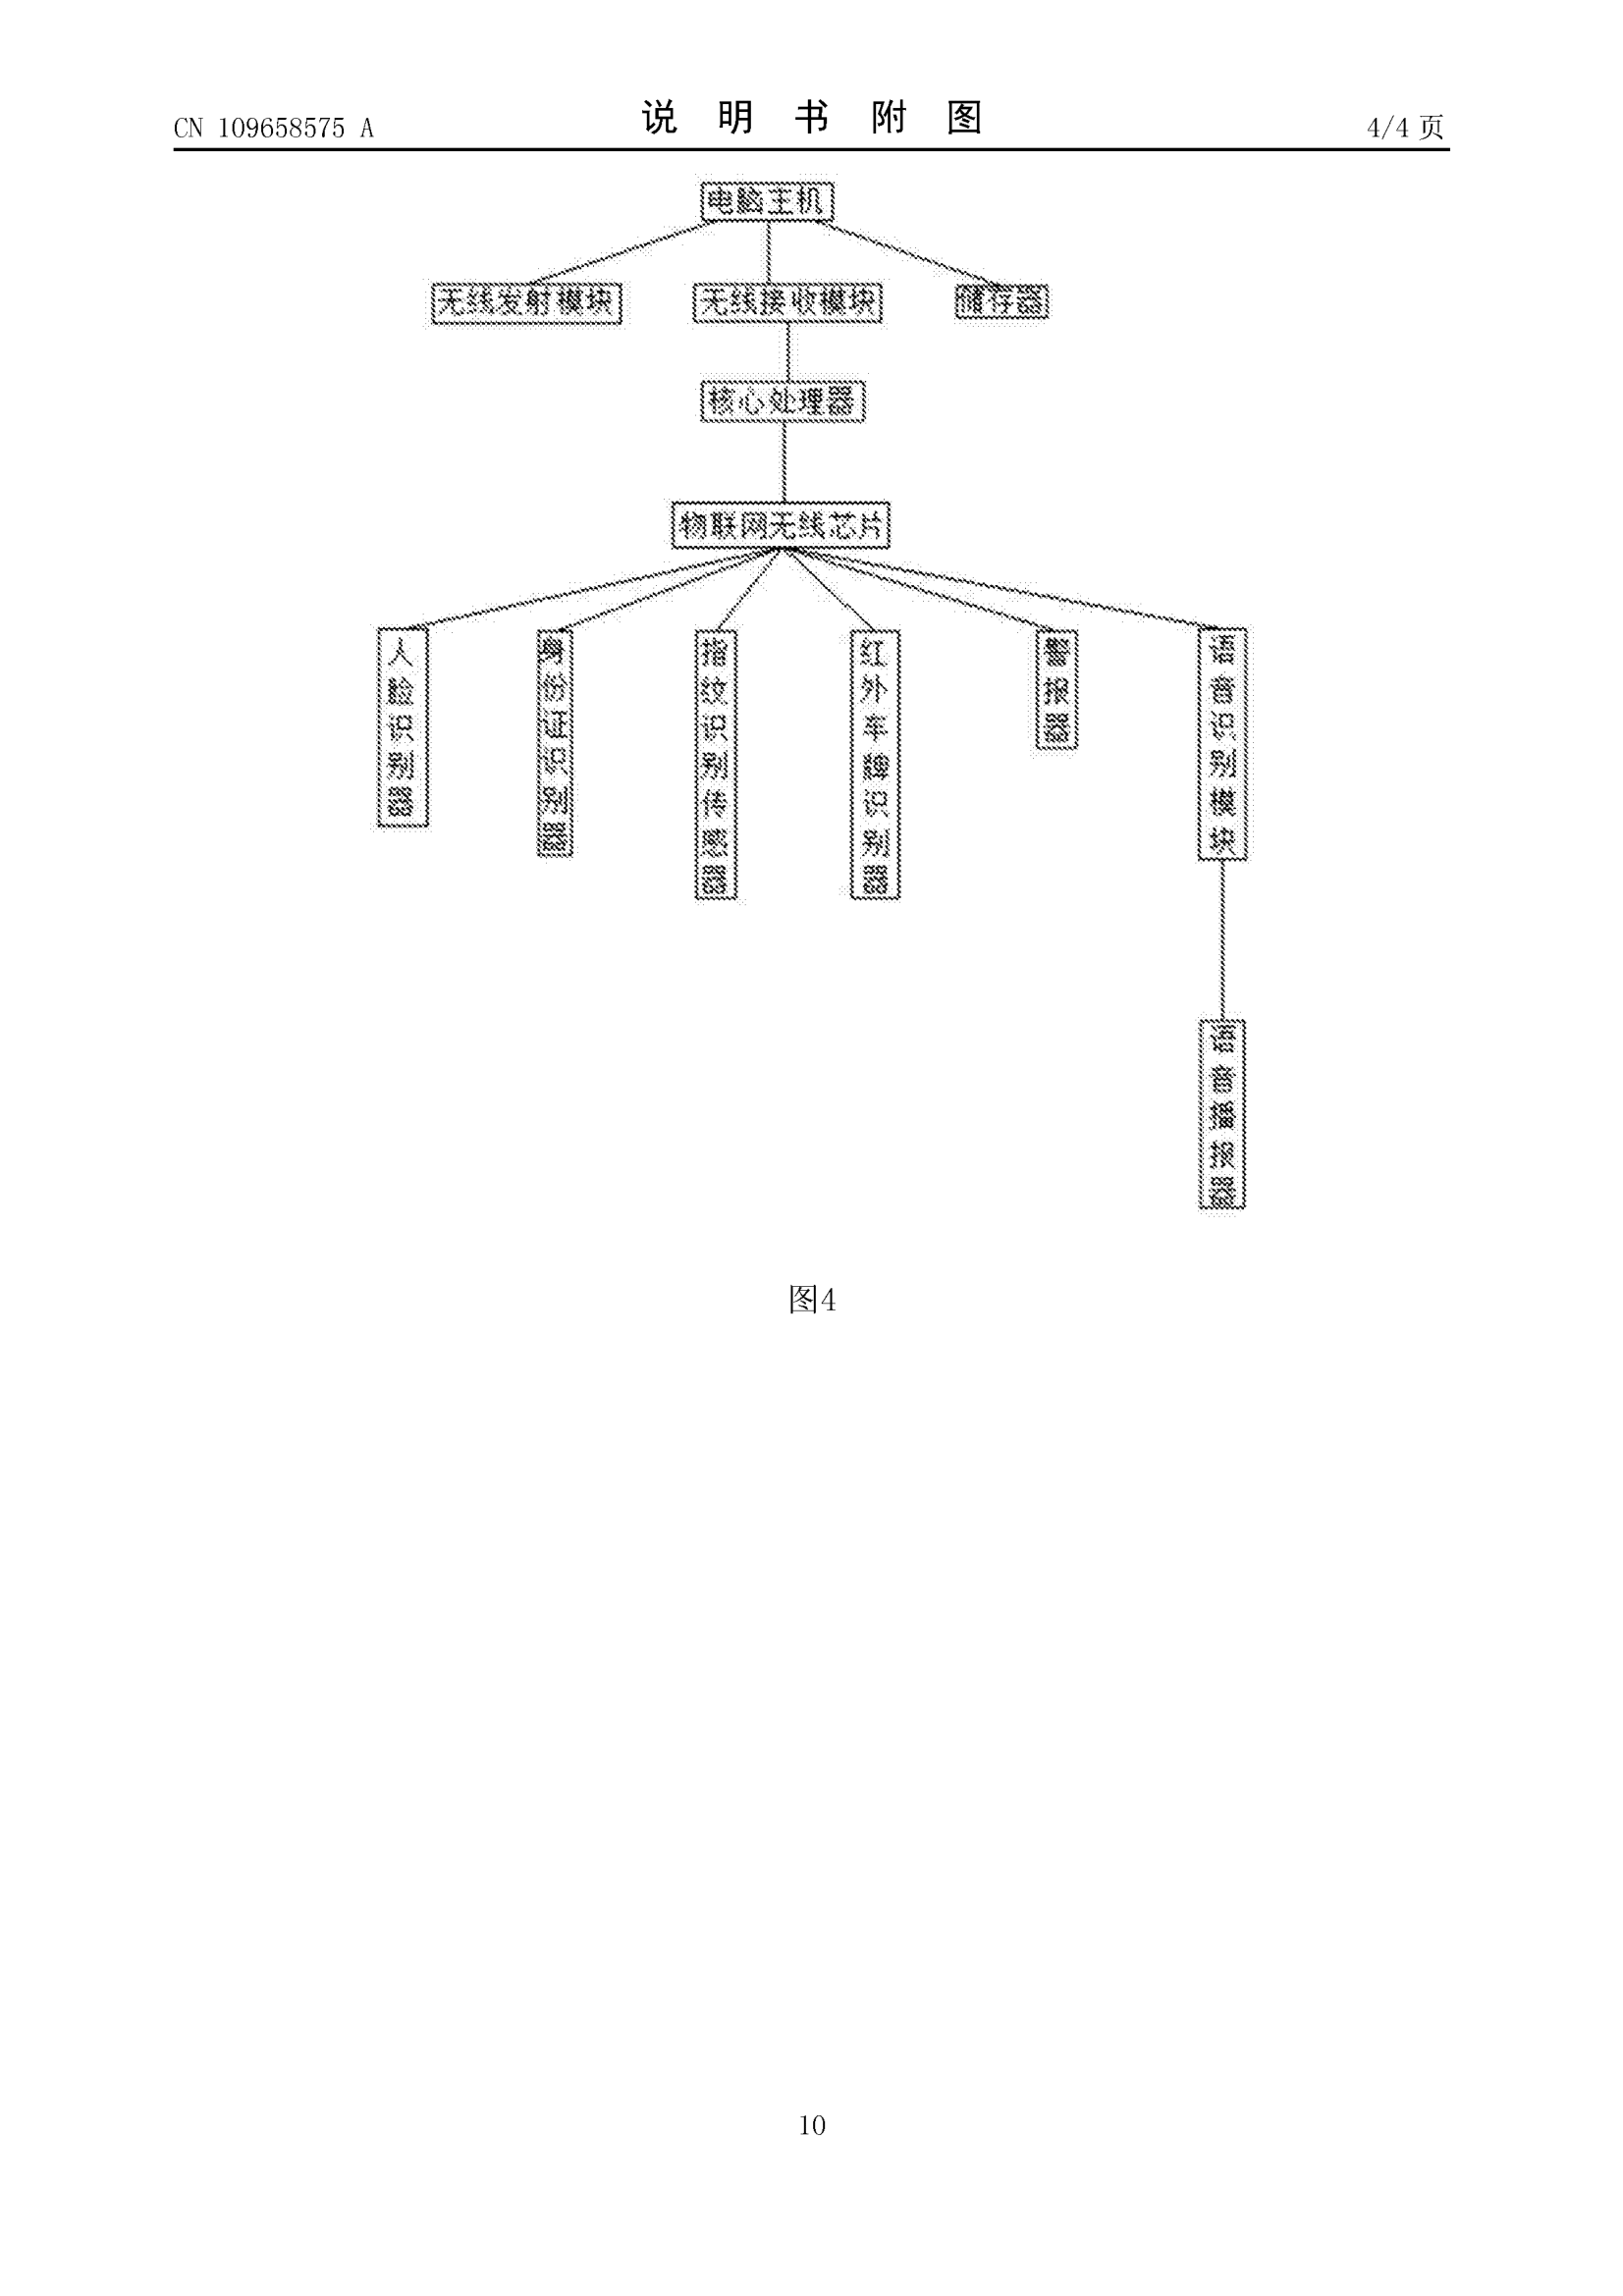 CN 109658575 A
说明书附图
4/4 页
电脑主机
无线发射模块
无线接收模块
储存器
核心处理器
物联网无线芯片
人脸识别器
身份证识别器
指纹识别传感器
红外车牌识别器
警报器
语音识别模块
语音播报器
图4
10